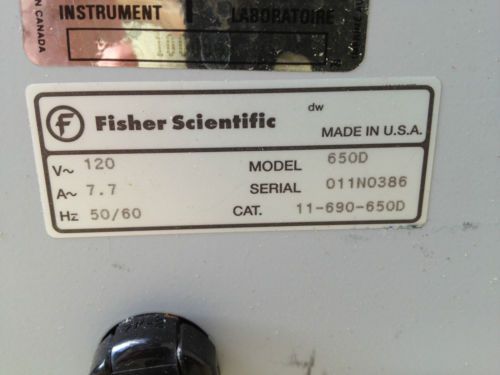 N CANADA
INSTRUMENT
LABORATOIRE
F Fisher Scientific
dw
MADE IN U.S.A.
V~ 120
MODEL 650D
A~ 7.7
SERIAL 011N0386
Hz 50/60
CAT. 11-690-650D